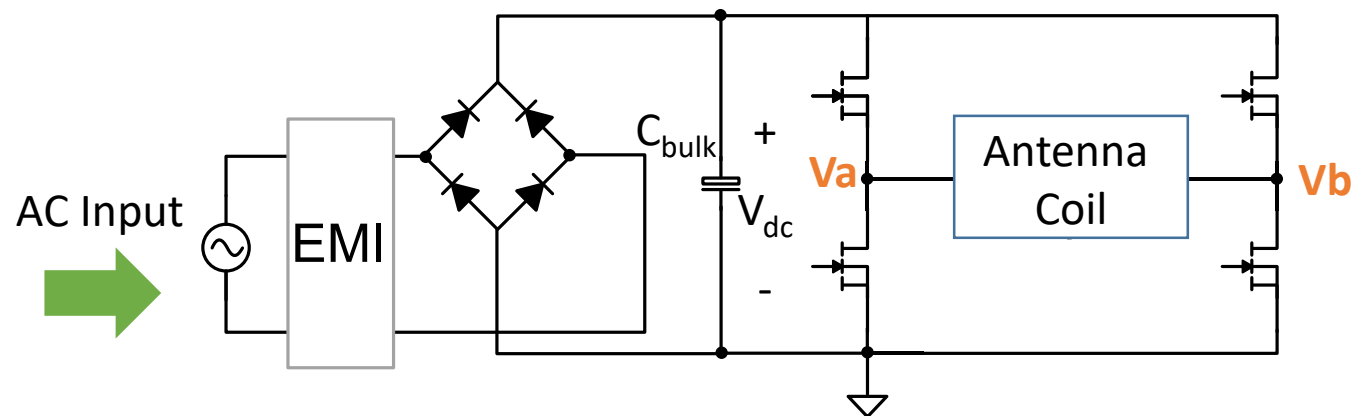 AC Input
EMI
C_bulk
+
V_dc
-
Va
Antenna
Coil
Vb